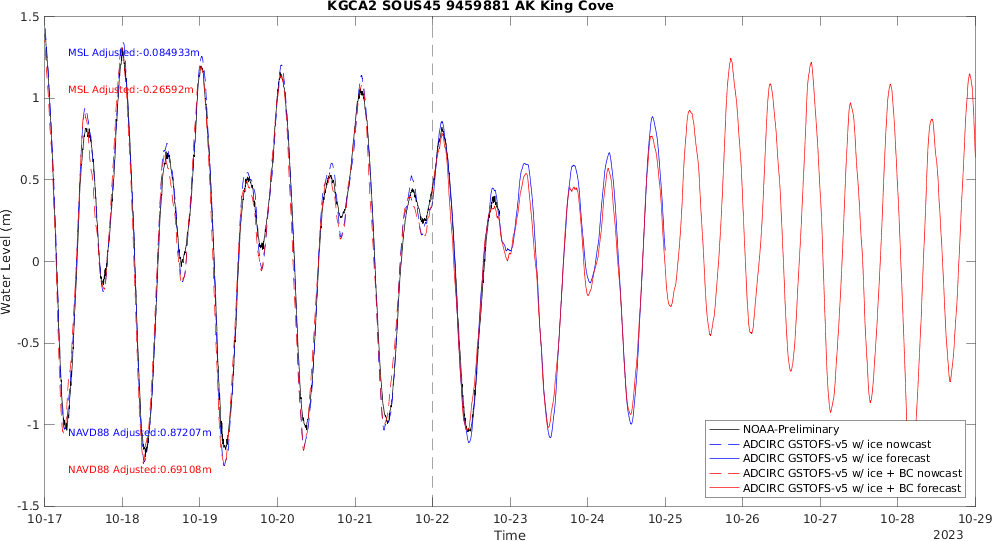 KGCA2 SOUS45 9459881 AK King Cove
Water Level (m)
1.5
1
0.5
0
-0.5
-1
-1.5
MSL Adjusted:-0.084933m
MSL Adjusted:-0.26592m
NAVD88 Adjusted:0.87207m
NAVD88 Adjusted:0.69108m
NOAA-Preliminary
ADCIRC GSTOFS-v5 w/ ice nowcast
ADCIRC GSTOFS-v5 w/ ice forecast
ADCIRC GSTOFS-v5 w/ ice + BC nowcast
ADCIRC GSTOFS-v5 w/ ice + BC forecast
10-17 10-18 10-19 10-20 10-21 10-22 10-23 10-24 10-25 10-26 10-27 10-28 10-29
Time
2023